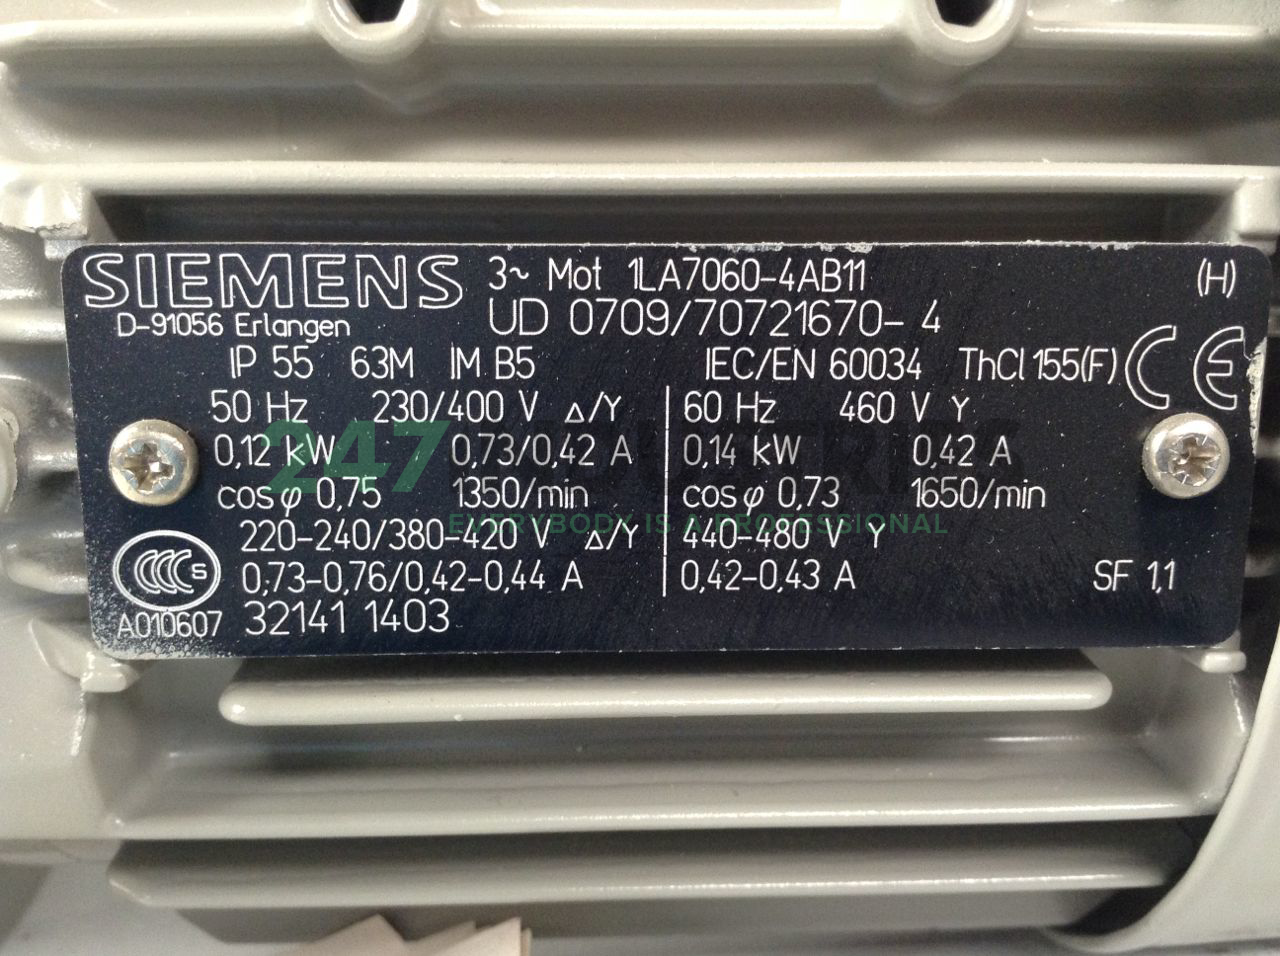 SIEMENS 3~ Mot 1LA7060-4AB11 (H)
D-91056 Erlangen UD 0709/70721670-4
IP 55 63M IM B5 IEC/EN 60034 ThCl 155(F) CE
50 Hz 230/400 V Δ/Y 60 Hz 460 V Y
0,12 kW 0,73/0,42 A 0,14 kW 0,42 A
cosφ 0,75 1350/min cosφ 0,73 1650/min
220-240/380-420 V Δ/Y 440-480 V Y
0,73-0,76/0,42-0,44 A 0,42-0,43 A SF 1,1
CCC S
A010607 32141 1403
247
EVERYBODY IS A PROFESSIONAL